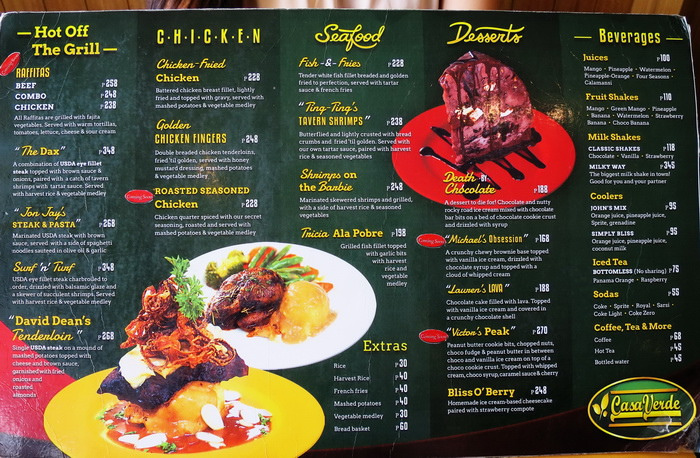 Hot Off
The Grill
RAFFITAS
BEEF ₱258
COMBO ₱248
CHICKEN ₱238
All Raffitas are grilled with fajita
vegetables. Served with warm tortillas,
tomatoes, lettuce, cheese & sour cream
"The Dax" ₱348
A combination of USDA eye fillet
steak topped with brown sauce &
onions, paired with a catch of tavern
shrimps with tartar sauce. Served
with harvest rice & vegetable medley
"Jon Jay's
STEAK & PASTA" ₱268
Marinated USDA steak with brown
sauce, served with a side of spaghetti
noodles sauteed in olive oil & garlic
Surf 'n' Turf ₱348
USDA eye fillet steak charbroiled to
order, drizzled with balsamic glaze and
a skewer of succulent shrimps. Served
with harvest rice & vegetable medley
"David Dean's
Tenderloin" ₱268
Single USDA steak on a mound of
mashed potatoes topped with
cheese and brown sauce,
garnished with fried
onions and
roasted
almonds
CHICKEN
Chicken-Fried
Chicken ₱228
Battered chicken breast fillet, lightly
fried and topped with gravy, served with
mashed potatoes & vegetable medley
Golden
CHICKEN FINGERS ₱248
Double breaded chicken tenderloins,
fried 'til golden, served with honey
mustard dressing, mashed potatoes
& vegetable medley
Coming Soon!
ROASTED SEASONED
Chicken ₱228
Chicken quarter spiced with our secret
seasoning, roasted and served with
mashed potatoes & vegetable medley
Seafood
Fish -&- Fries ₱228
Tender white fish fillet breaded and golden
fried to perfection, served with tartar
sauce & french fries
"Ting-Ting's
TAVERN SHRIMPS" ₱238
Butterflied and lightly crusted with bread
crumbs and fried 'til golden. Served with
our own tartar sauce, paired with harvest
rice & seasoned vegetables
Shrimps on
the Barbie ₱248
Marinated skewered shrimps and grilled,
with a side of harvest rice & seasoned
vegetables
Tricia Ala Pobre ₱198
Grilled fish fillet topped
with garlic bits
with harvest
rice and
vegetable
medley
Extras
Rice ₱30
Harvest Rice ₱40
French fries ₱40
Mashed potatoes ₱40
Vegetable medley ₱30
Bread basket ₱60
Desserts
Death BY
Chocolate ₱188
A dessert to die for! Chocolate and nutty
rocky road ice cream mixed with chocolate
bar bits on a bed of chocolate cookie crust
and drizzled with syrup
Coming Soon!
"Michael's Obsession" ₱168
A crunchy chewy brownie base topped
with vanilla ice cream, drizzled with
chocolate syrup and topped with
a cloud of whipped cream
"Lauren's LAVA" ₱188
Chocolate cake filled with lava. Topped
with vanilla ice cream and covered in
a crunchy chocolate shell
Coming Soon!
"Victor's Peak" ₱270
Peanut butter cookie bits, chopped nuts,
choco fudge & peanut butter in between
choco and vanilla ice cream on top of a
choco cookie crust. Topped with whipped
cream, choco syrup, caramel sauce & cherry
Bliss O' Berry ₱248
Homemade ice cream-based cheesecake
paired with strawberry compote
Beverages
Juices ₱100
Mango • Pineapple • Watermelon •
Pineapple-Orange • Four Seasons •
Calamansi
Fruit Shakes ₱110
Mango • Green Mango • Pineapple
• Banana • Watermelon • Strawberry
Banana • Choco Banana
Milk Shakes
CLASSIC SHAKES ₱118
Chocolate • Vanilla • Strawberry
MILKY WAY ₱345
The biggest milk shake in town!
Good for you and your partner
Coolers
JOHN'S MIX ₱95
Orange juice, pineapple juice,
Sprite, grenadine
SIMPLY BLISS ₱95
Orange juice, pineapple juice,
coconut milk
Iced Tea
BOTTOMLESS (No sharing) ₱75
Panama Orange • Raspberry
Sodas ₱55
Coke • Sprite • Royal • Sarsi •
Coke Light • Coke Zero
Coffee, Tea & More
Coffee ₱68
Hot Tea ₱45
Bottled water ₱45
CasaVerde